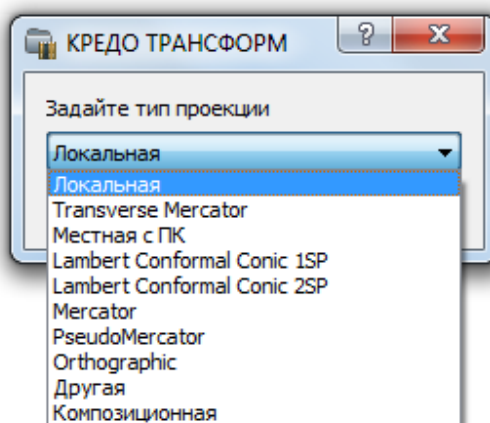 КРЕДО ТРАНСФОРМ
Задайте тип проекции
Локальная
Локальная
Transverse Mercator
Местная с ПК
Lambert Conformal Conic 1SP
Lambert Conformal Conic 2SP
Mercator
PseudoMercator
Orthographic
Другая
Композиционная